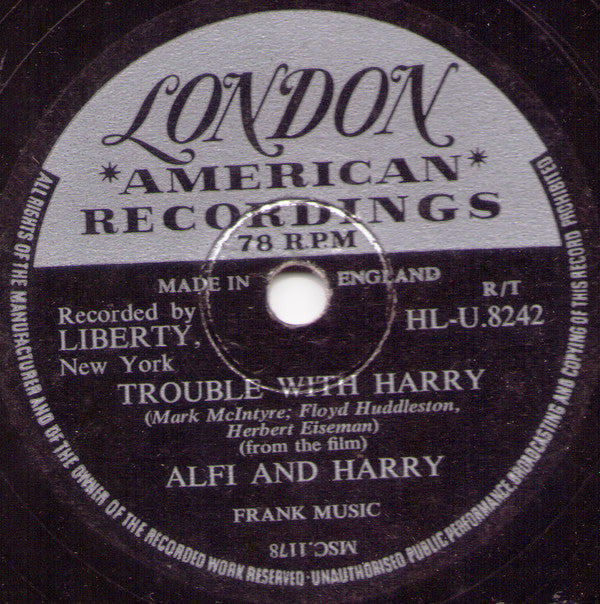 LONDON
*AMERICAN*
RECORDINGS
78 RPM
MADE IN ENGLAND
R/T
Recorded by
LIBERTY,
New York
HL-U.8242
TROUBLE WITH HARRY
(Mark McIntyre; Floyd Huddleston,
Herbert Eiseman)
(from the film)
ALFI AND HARRY
FRANK MUSIC
MSC.1178
ALL RIGHTS OF THE MANUFACTURER AND OF THE OWNER OF THE RECORDED WORK RESERVED·UNAUTHORISED PUBLIC PERFORMANCE BROADCASTING AND COPYING OF THIS RECORD PROHIBITED